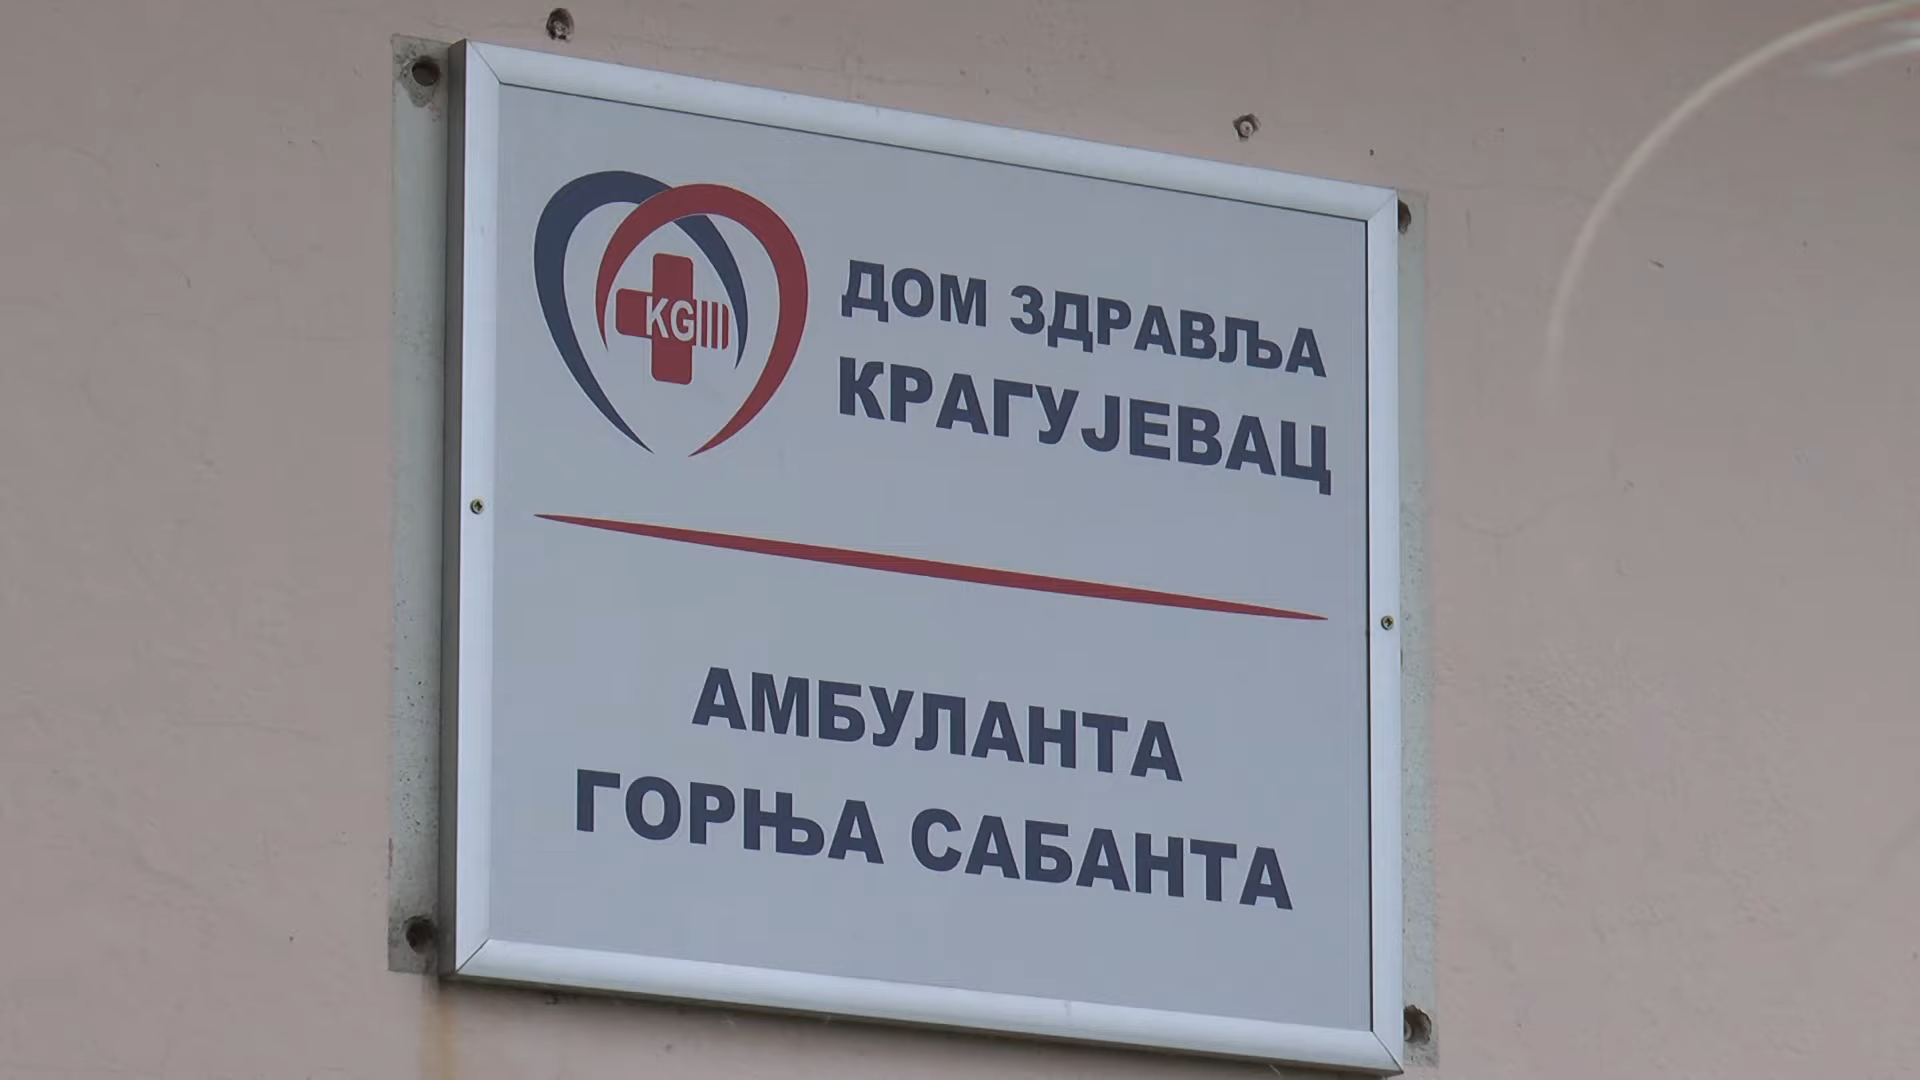 KG
ДОМ ЗДРАВЉА
КРАГУЈЕВАЦ
АМБУЛАНТА
ГОРЊА САБАНТА